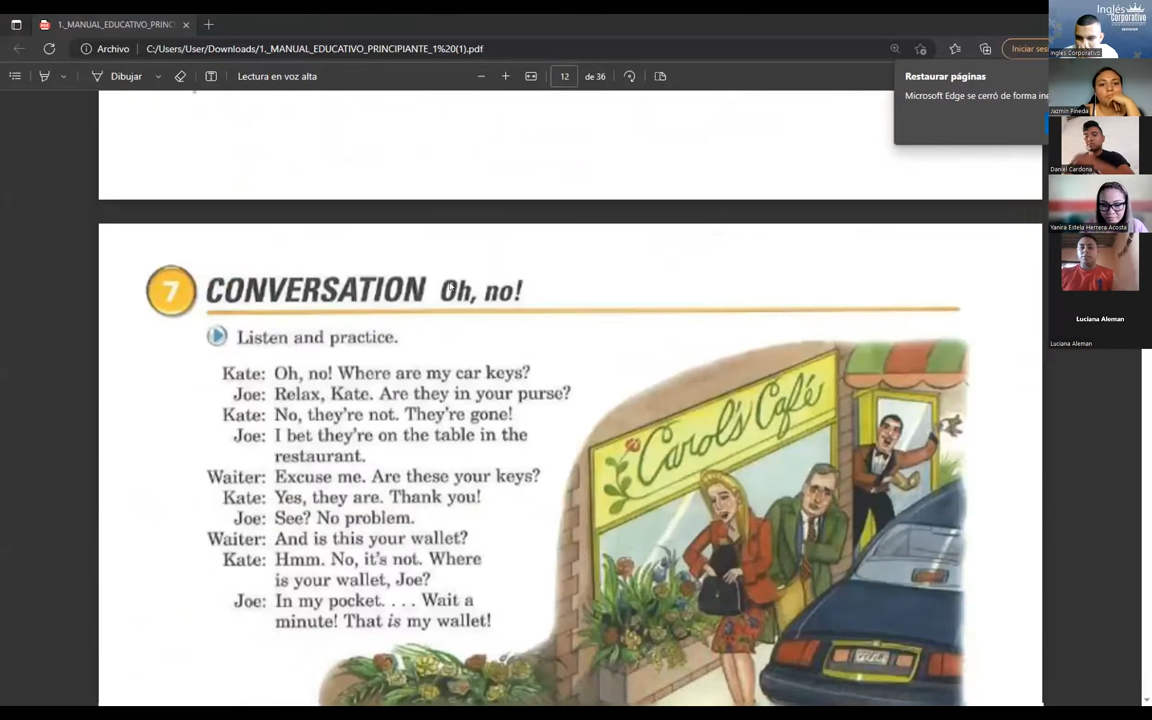 1._MANUAL_EDUCATIVO_PRINC
Archivo
C:/Users/User/Downloads/1._MANUAL_EDUCATIVO_PRINCIPIANTE_1%20(1).pdf
Iniciar sesi
Dibujar
Lectura en voz alta
12
de 36
Restaurar páginas
Microsoft Edge se cerró de forma ine
7
CONVERSATION Oh, no!
Listen and practice.
Kate: Oh, no! Where are my car keys?
Joe: Relax, Kate. Are they in your purse?
Kate: No, they're not. They're gone!
Joe: I bet they're on the table in the
restaurant.
Waiter: Excuse me. Are these your keys?
Kate: Yes, they are. Thank you!
Joe: See? No problem.
Waiter: And is this your wallet?
Kate: Hmm. No, it's not. Where
is your wallet, Joe?
Joe: In my pocket. . . . Wait a
minute! That is my wallet!
Carol's Café
Inglés
Corporativo
Inglés Corporativo
Jazmin Pineda
Daniel Cardona
Yanira Estela Herrera Acosta
Luciana Aleman
Luciana Aleman